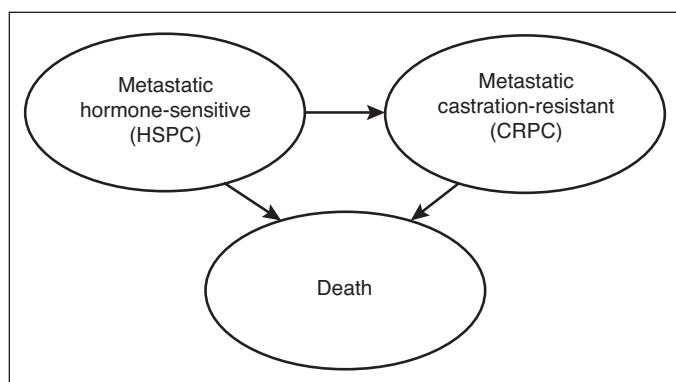 Metastatic
hormone-sensitive
(HSPC)
Metastatic
castration-resistant
(CRPC)
Death